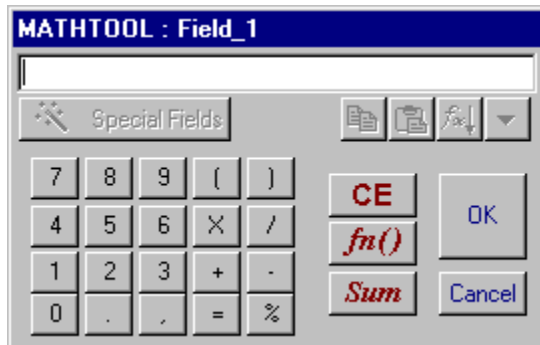 MATHTOOL : Field_1
Special Fields
fx
7 8 9 ( )
4 5 6 X /
1 2 3 + -
0 . , = %
CE
fn()
Sum
OK
Cancel